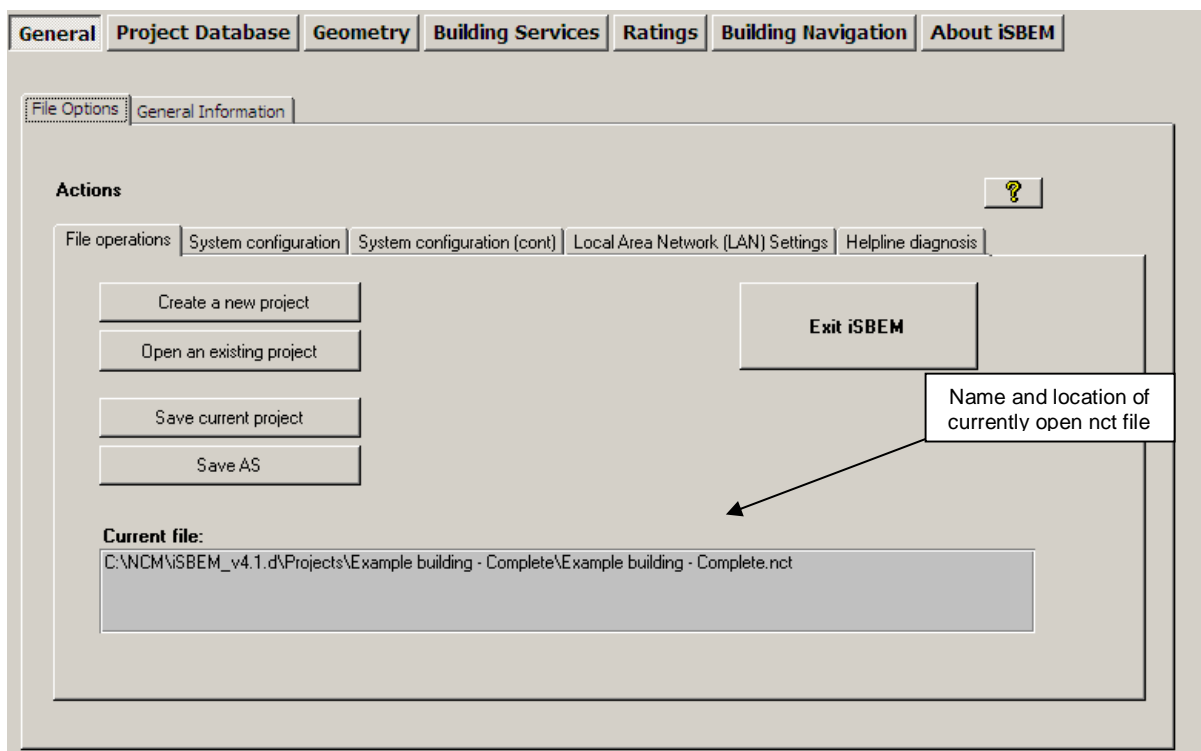 General Project Database Geometry Building Services Ratings Building Navigation About iSBEM
File Options General Information
Actions
?
File operations System configuration System configuration (cont) Local Area Network (LAN) Settings Helpline diagnosis
Create a new project
Exit iSBEM
Open an existing project
Name and location of
currently open nct file
Save current project
Save AS
Current file:
C:\NCM\iSBEM_v4.1.d\Projects\Example building - Complete\Example building - Complete.nct